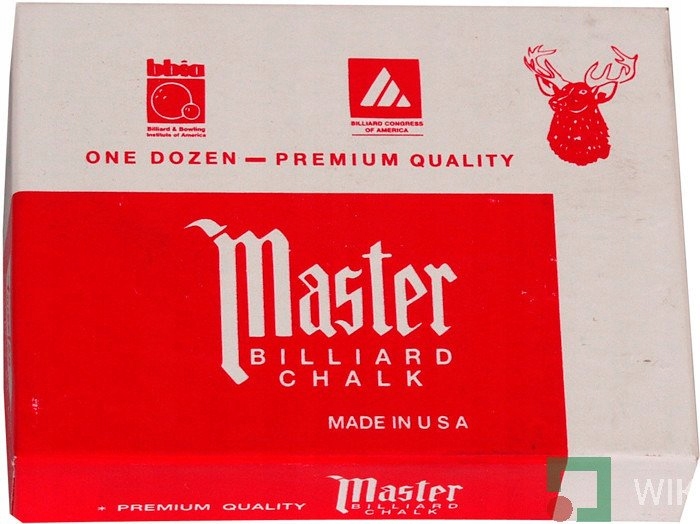 bbia
Billiard & Bowling
Institute of America
BILLIARD CONGRESS
OF AMERICA
ONE DOZEN — PREMIUM QUALITY
Master
BILLIARD
CHALK
MADE IN U S A
+ PREMIUM QUALITY
Master
BILLIARD
CHALK
WIK